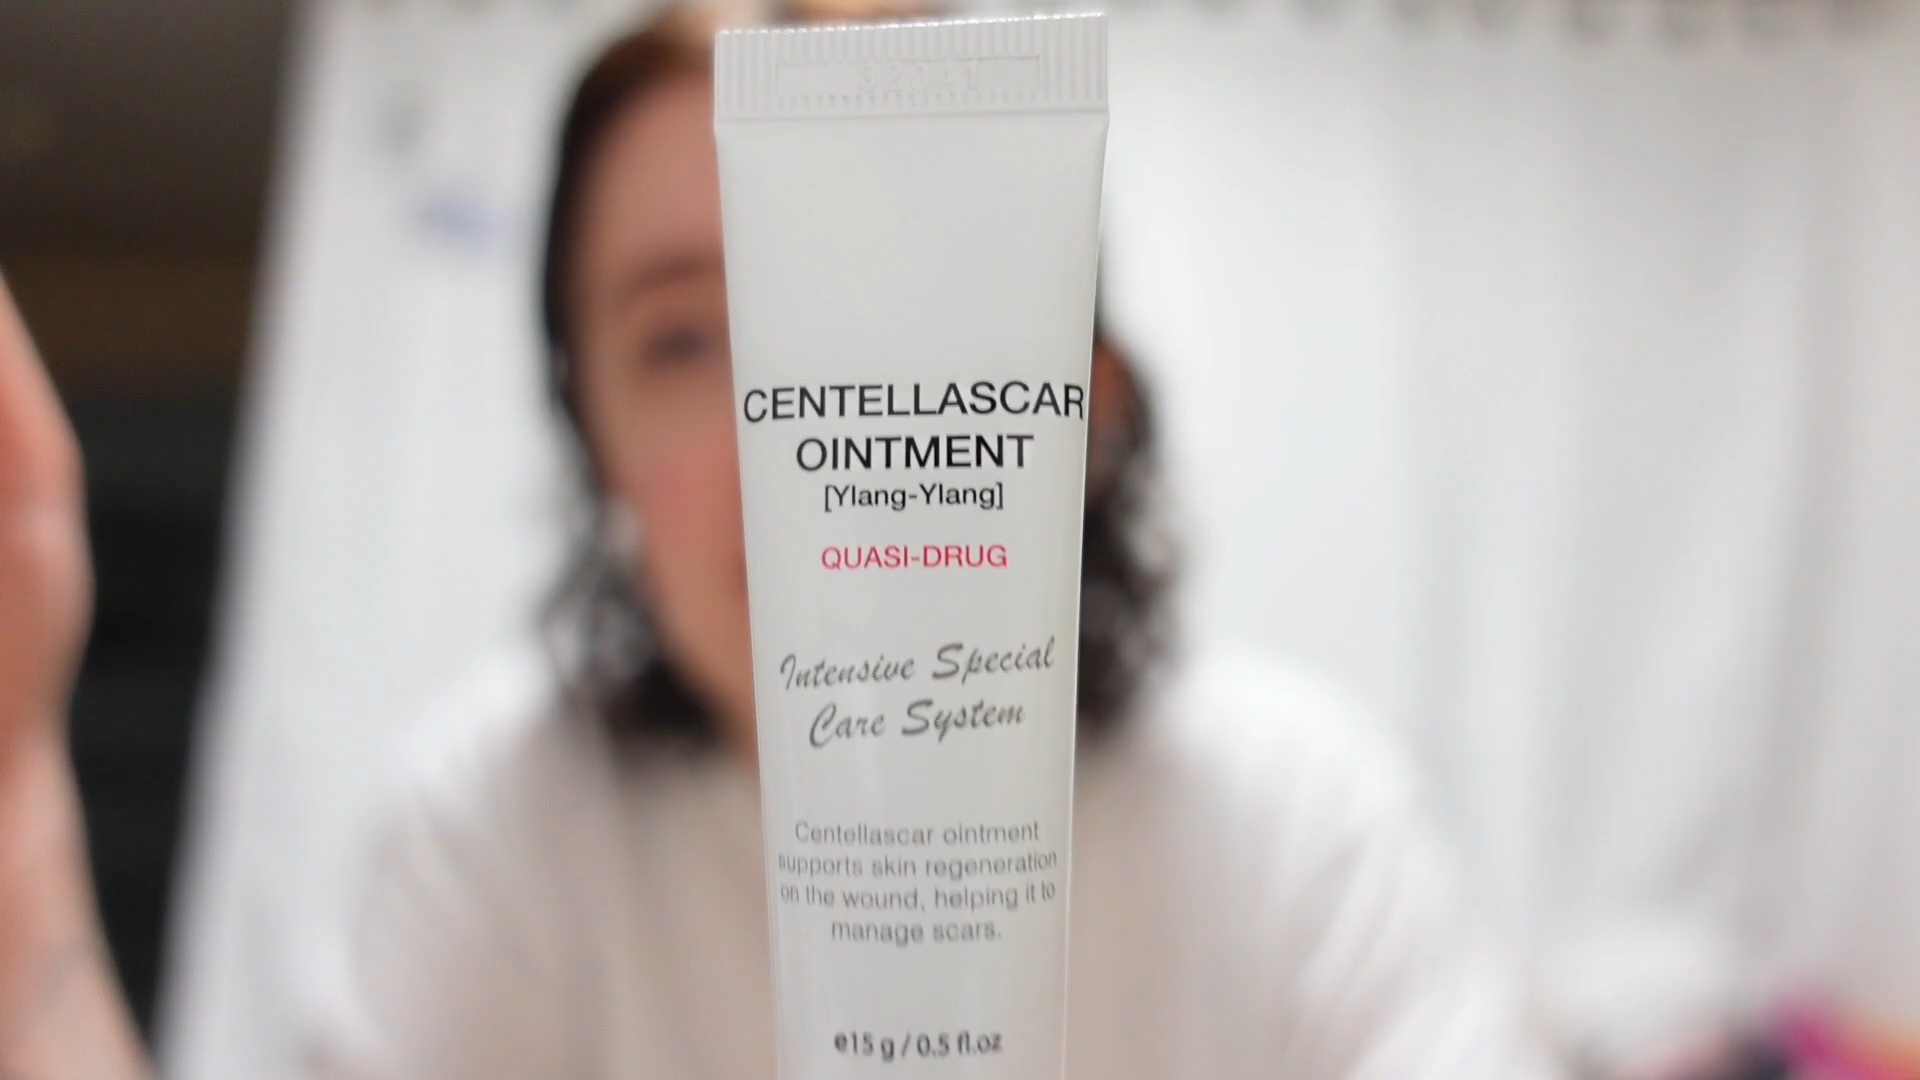 CENTELLASCAR
OINTMENT
[Ylang-Ylang]
QUASI-DRUG
Intensive Special
Care System
Centellascar ointment
supports skin regeneration
on the wound, helping it to
manage scars.
e15 g / 0.5 fl.oz